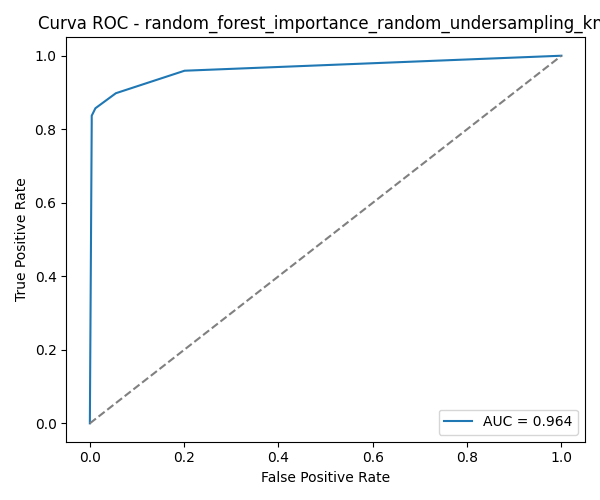 Curva ROC - random_forest_importance_random_undersampling_kn
True Positive Rate
1.0
0.8
0.6
0.4
0.2
0.0
AUC = 0.964
0.0 0.2 0.4 0.6 0.8 1.0
False Positive Rate